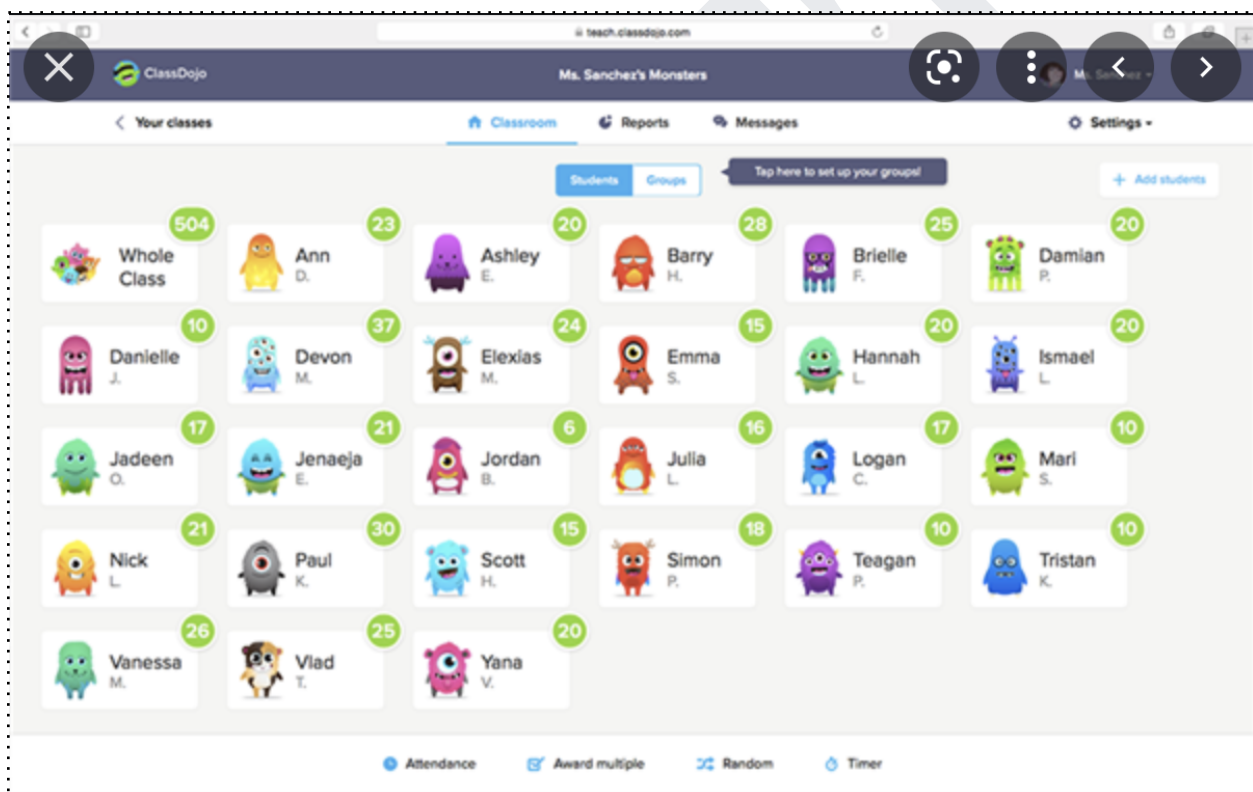 teach.classdojo.com
ClassDojo
Ms. Sanchez's Monsters
Ms. Sanchez
Your classes
Classroom
Reports
Messages
Settings
Students
Groups
Tap here to set up your groups!
+ Add students
504
23
20
28
25
20
Whole Class
Ann D.
Ashley E.
Barry H.
Brielle F.
Damian P.
10
37
24
15
20
20
Danielle J.
Devon M.
Elexias M.
Emma S.
Hannah L.
Ismael L.
17
21
6
16
17
10
Jadeen O.
Jenaeja E.
Jordan B.
Julia L.
Logan C.
Mari S.
21
30
15
18
10
10
Nick L.
Paul K.
Scott H.
Simon P.
Teagan P.
Tristan K.
26
25
20
Vanessa M.
Vlad T.
Yana V.
Attendance
Award multiple
Random
Timer